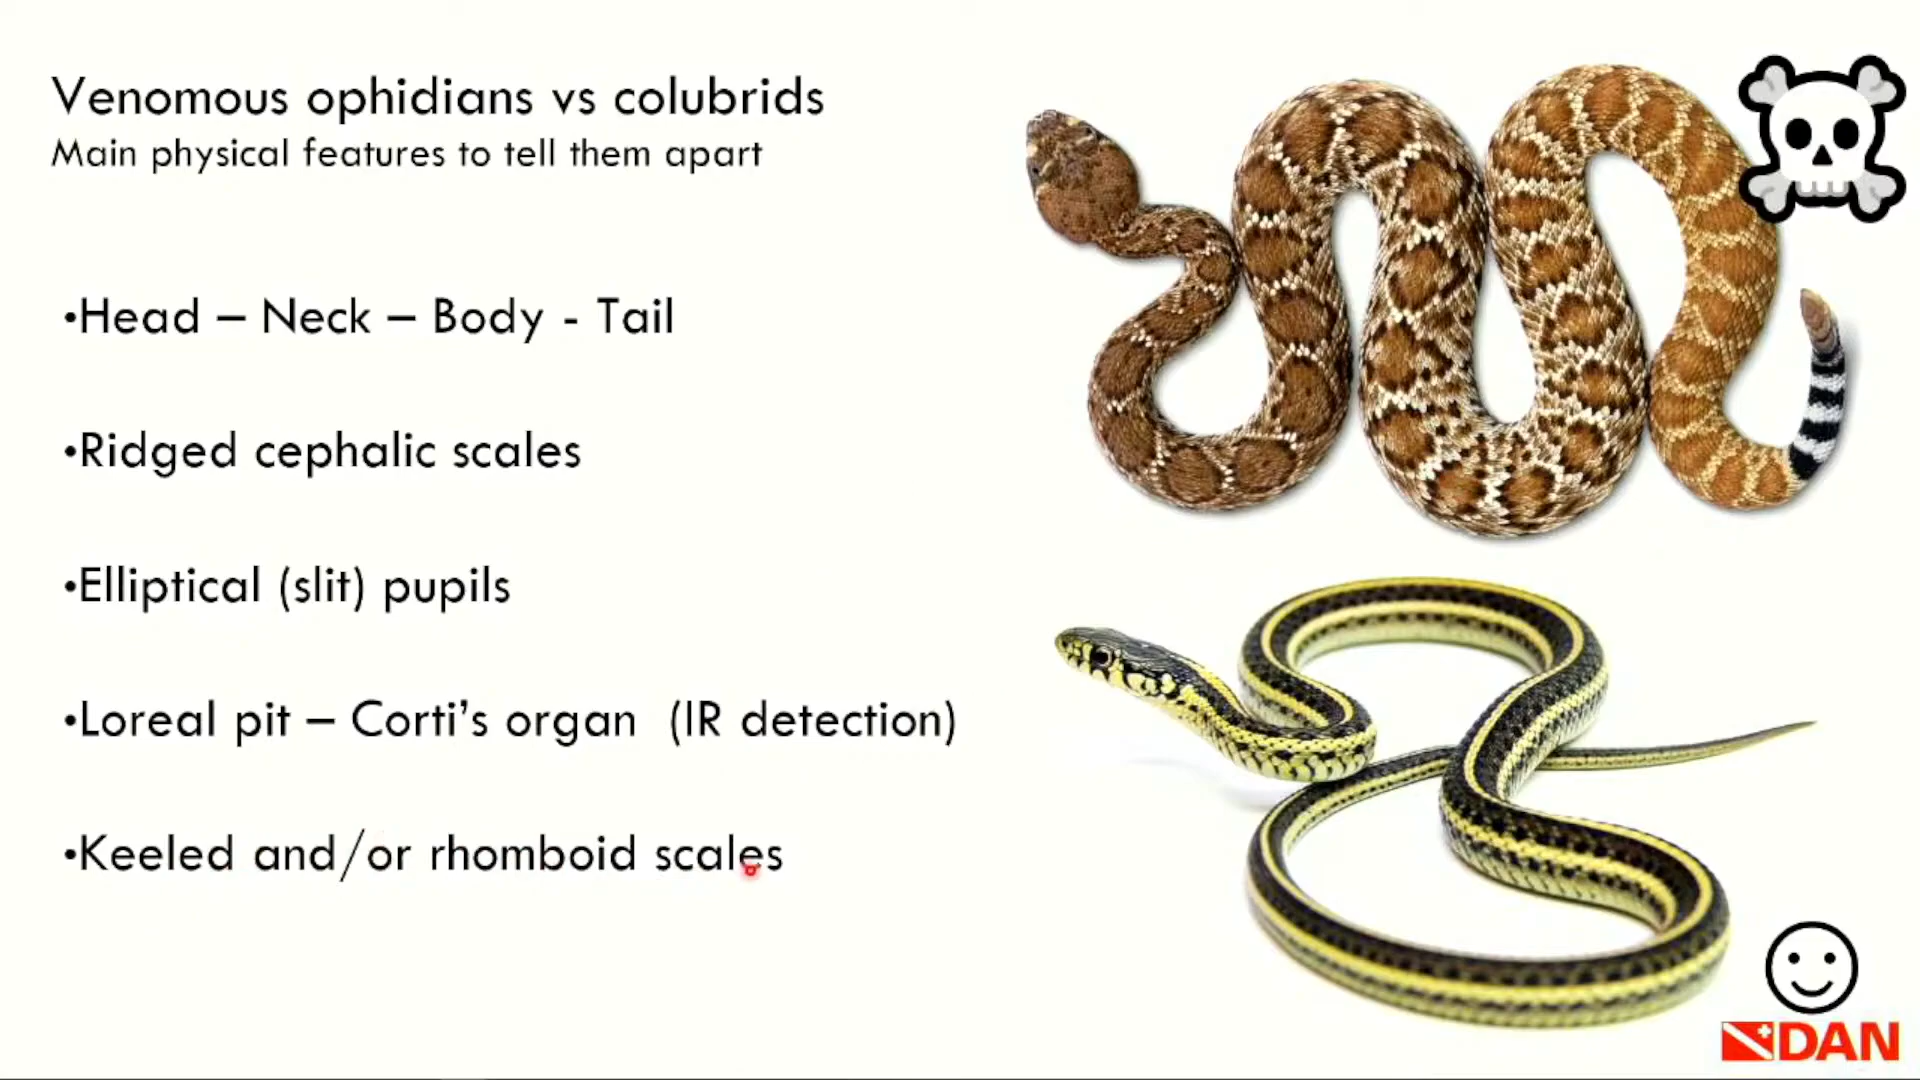 Venomous ophidians vs colubrids
Main physical features to tell them apart
•Head – Neck – Body - Tail
•Ridged cephalic scales
•Elliptical (slit) pupils
•Loreal pit – Corti’s organ (IR detection)
•Keeled and/or rhomboid scales
DAN